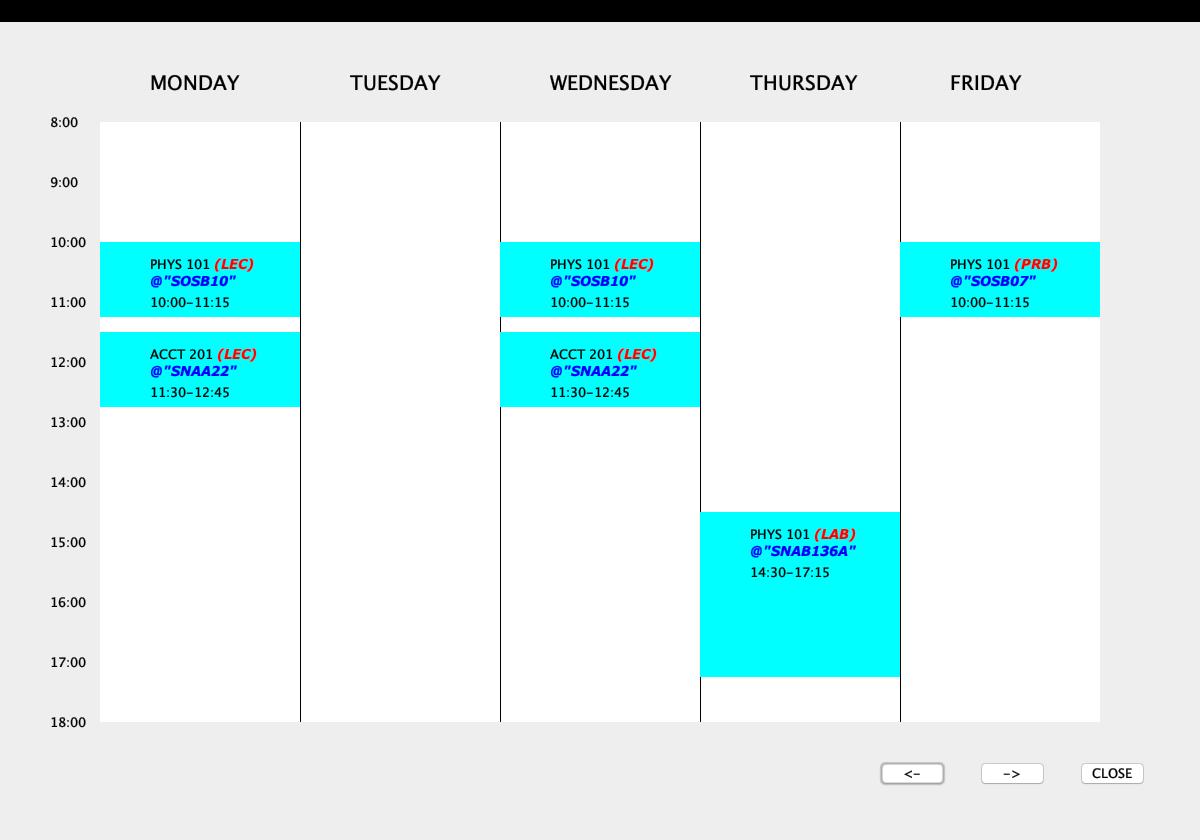 MONDAY TUESDAY WEDNESDAY THURSDAY FRIDAY
8:00
9:00
10:00
PHYS 101 (LEC) PHYS 101 (LEC) PHYS 101 (PRB)
@"SOSB10" @"SOSB10" @"SOSB07"
11:00 10:00-11:15 10:00-11:15 10:00-11:15
ACCT 201 (LEC) ACCT 201 (LEC)
12:00 @"SNAA22" @"SNAA22"
11:30-12:45 11:30-12:45
13:00
14:00
15:00 PHYS 101 (LAB)
@"SNAB136A"
14:30-17:15
16:00
17:00
18:00
<- -> CLOSE